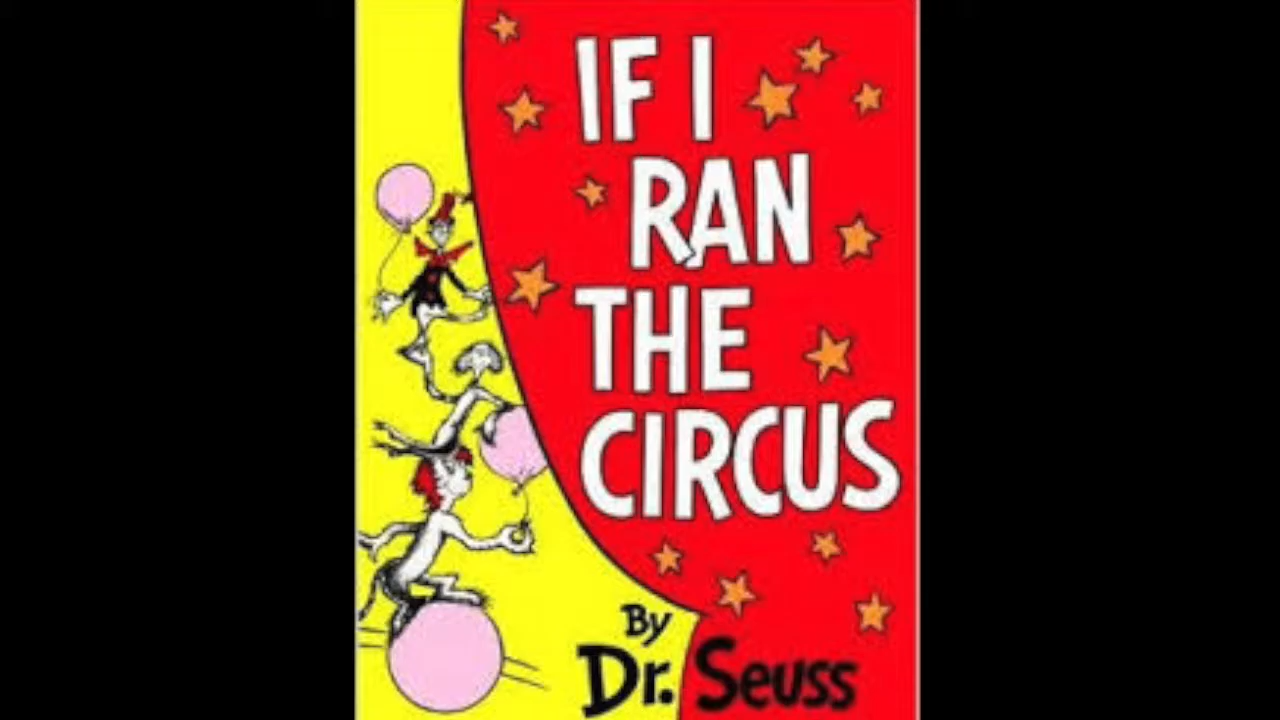 IF I
RAN
THE
CIRCUS
By
Dr. Seuss